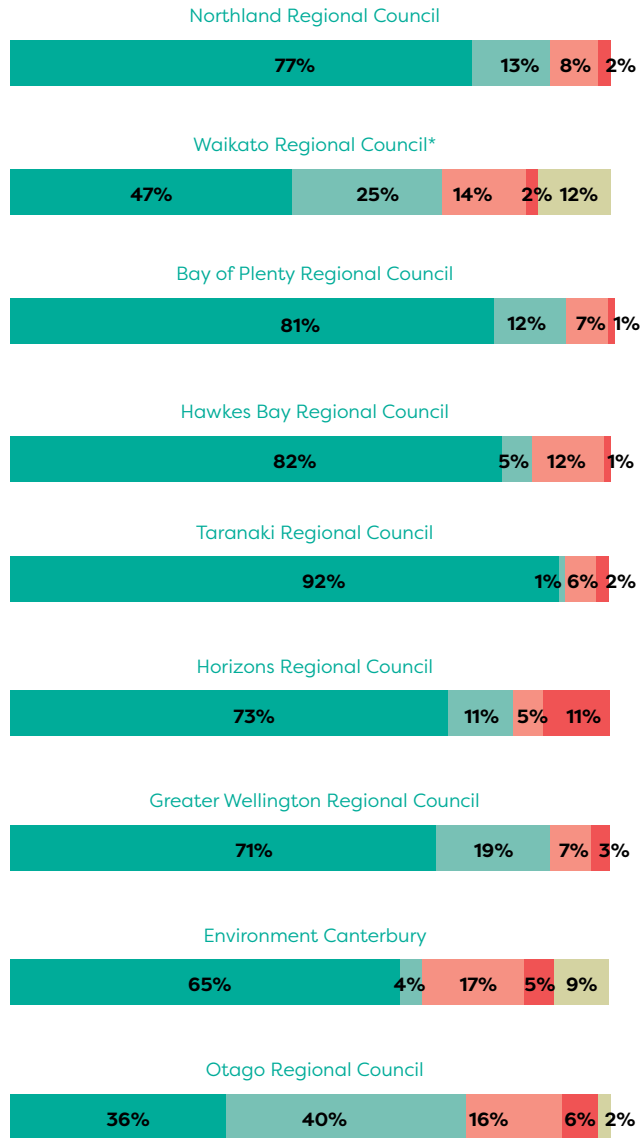 Northland Regional Council
77% 13% 8% 2%
Waikato Regional Council*
47% 25% 14% 2% 12%
Bay of Plenty Regional Council
81% 12% 7% 1%
Hawkes Bay Regional Council
82% 5% 12% 1%
Taranaki Regional Council
92% 1% 6% 2%
Horizons Regional Council
73% 11% 5% 11%
Greater Wellington Regional Council
71% 19% 7% 3%
Environment Canterbury
65% 4% 17% 5% 9%
Otago Regional Council
36% 40% 16% 6% 2%